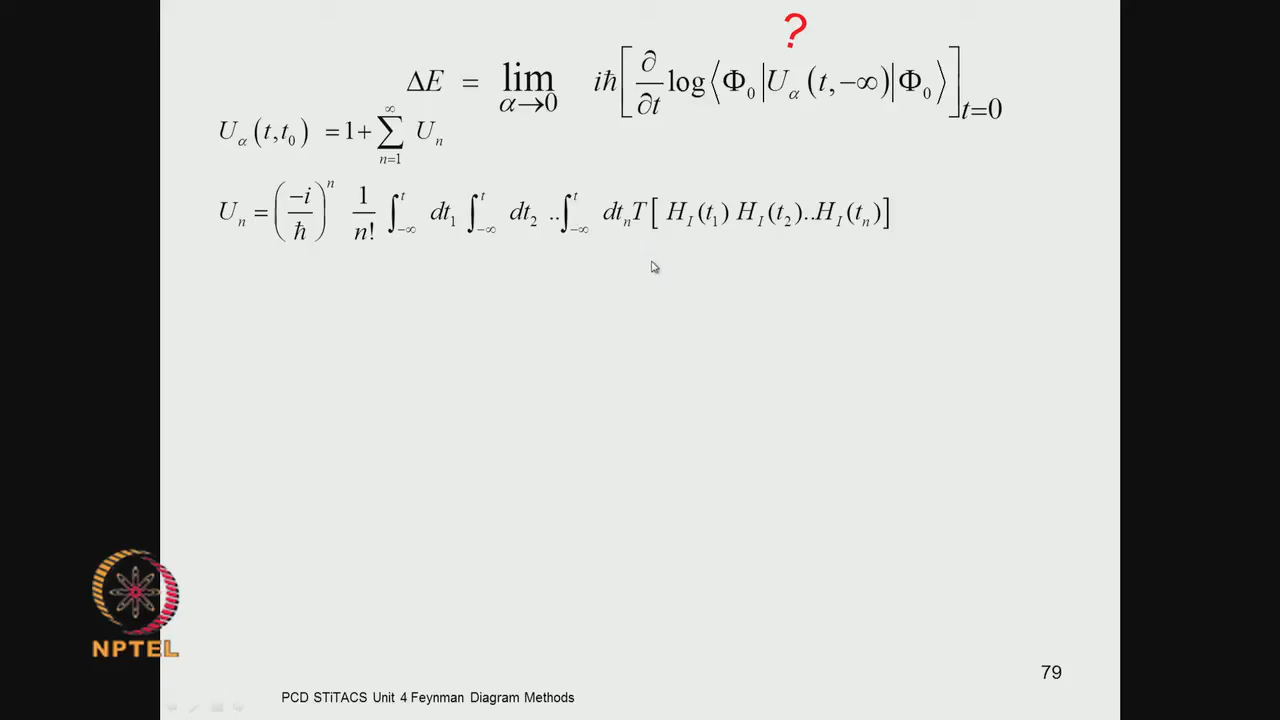 ?
ΔE = lim_{α→0} iħ [ ∂/∂t log ⟨Φ₀|U_α(t,−∞)|Φ₀⟩ ]_{t=0}
U_α(t,t₀) = 1 + ∑_{n=1}^{∞} U_n
U_n = (−i/ħ)^n 1/n! ∫_{−∞}^{t} dt₁ ∫_{−∞}^{t} dt₂ .. ∫_{−∞}^{t} dt_n T[ H_I(t₁) H_I(t₂)..H_I(t_n) ]
NPTEL
79
PCD STiTACS Unit 4 Feynman Diagram Methods